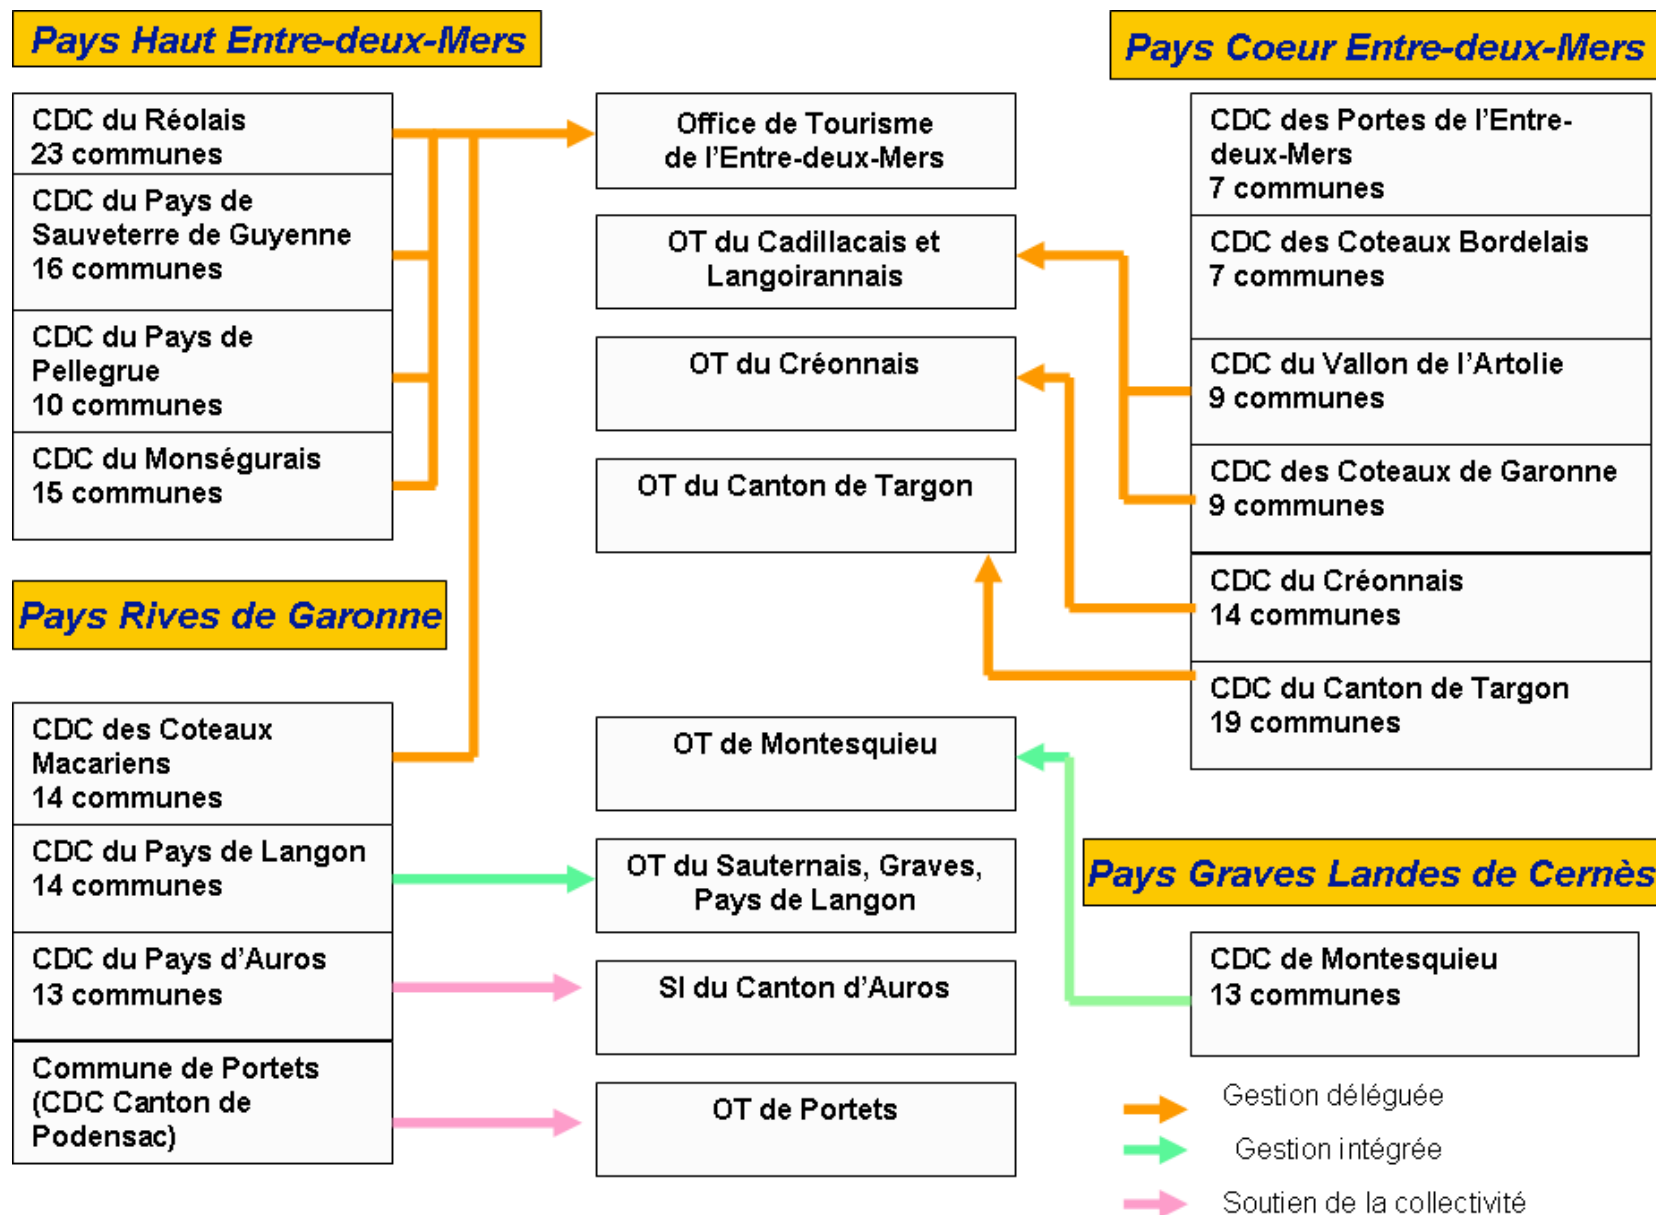 Pays Haut Entre-deux-Mers
CDC du Réolais
23 communes
CDC du Pays de
Sauveterre de Guyenne
16 communes
CDC du Pays de
Pellegrue
10 communes
CDC du Monségurais
15 communes
Pays Rives de Garonne
CDC des Coteaux
Macariens
14 communes
CDC du Pays de Langon
14 communes
CDC du Pays d'Auros
13 communes
Commune de Portets
(CDC Canton de
Podensac)
Office de Tourisme
de l'Entre-deux-Mers
OT du Cadillacais et
Langoirannais
OT du Créonnais
OT du Canton de Targon
OT de Montesquieu
OT du Sauternais, Graves,
Pays de Langon
SI du Canton d'Auros
OT de Portets
Pays Coeur Entre-deux-Mers
CDC des Portes de l'Entre-
deux-Mers
7 communes
CDC des Coteaux Bordelais
7 communes
CDC du Vallon de l'Artolie
9 communes
CDC des Coteaux de Garonne
9 communes
CDC du Créonnais
14 communes
CDC du Canton de Targon
19 communes
Pays Graves Landes de Cernès
CDC de Montesquieu
13 communes
Gestion déléguée
Gestion intégrée
Soutien de la collectivité